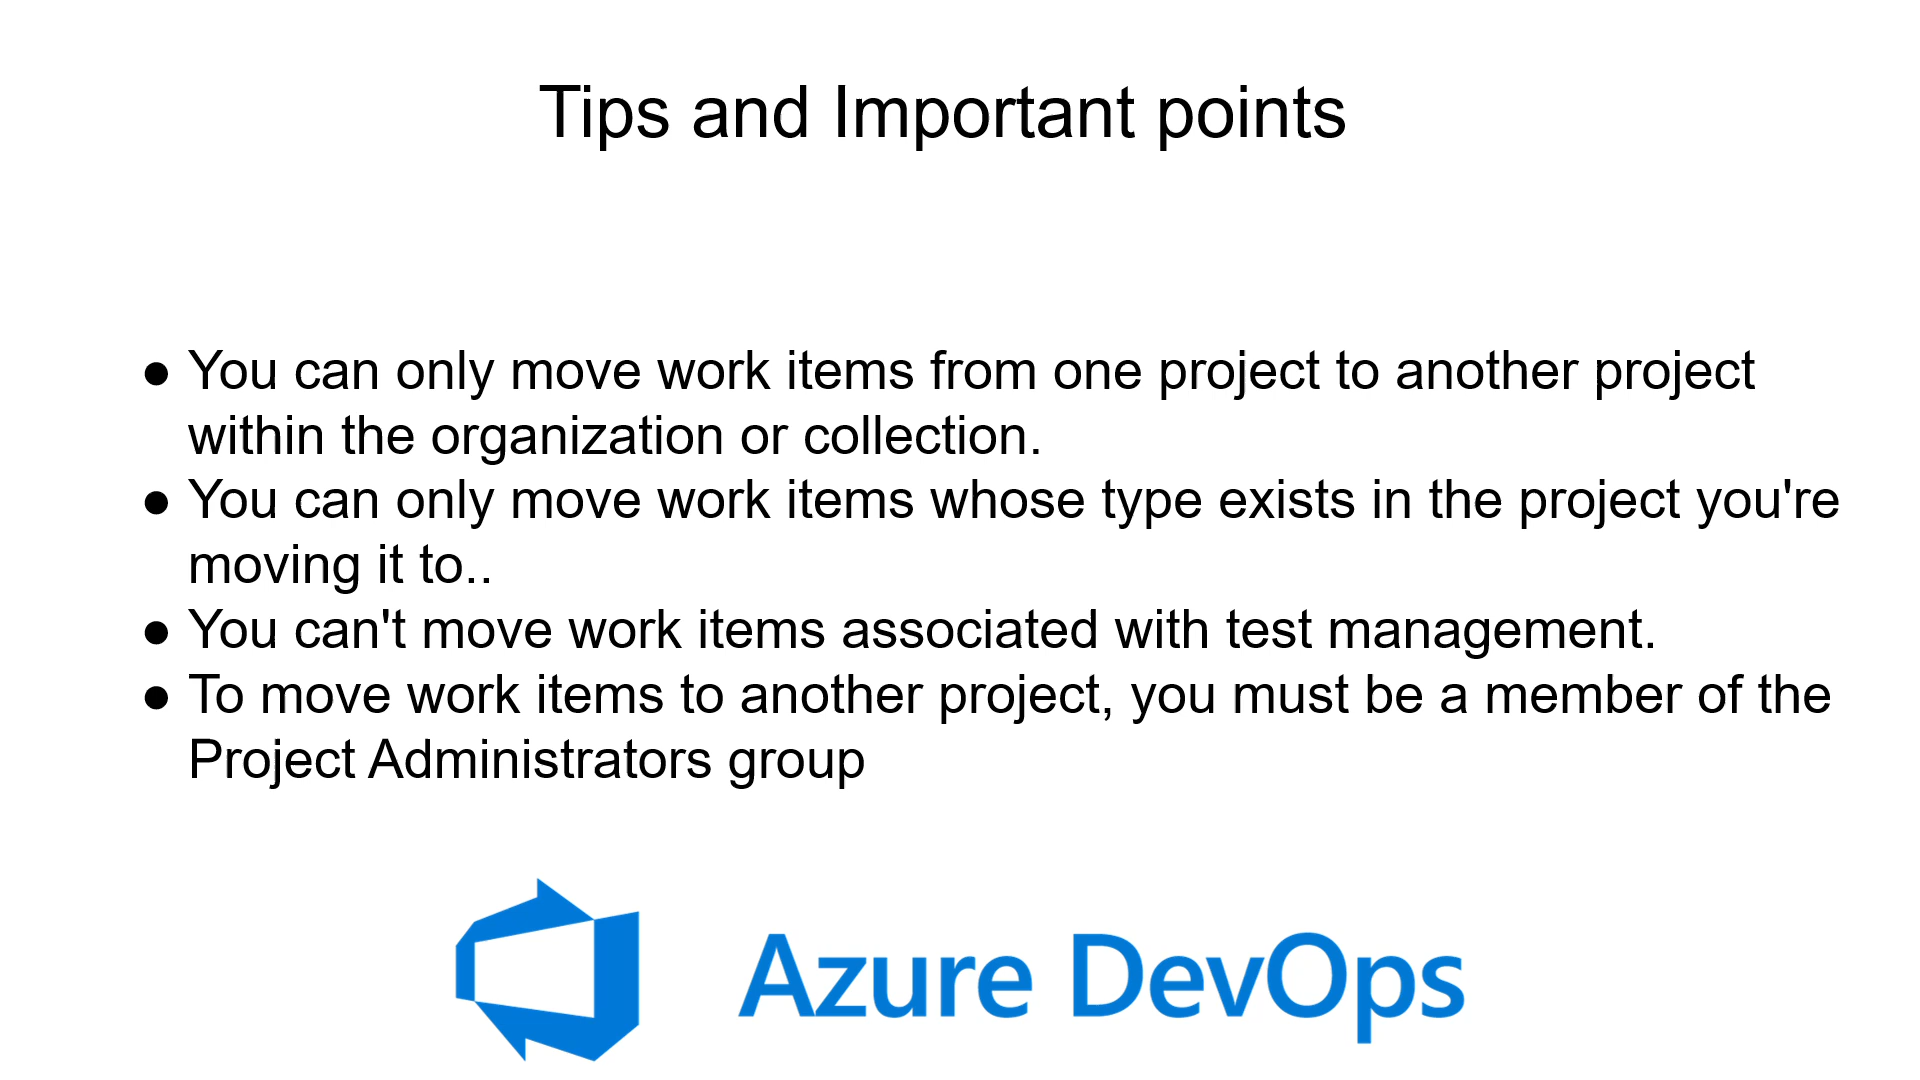 Tips and Important points
● You can only move work items from one project to another project
within the organization or collection.
● You can only move work items whose type exists in the project you're
moving it to..
● You can't move work items associated with test management.
● To move work items to another project, you must be a member of the
Project Administrators group
Azure DevOps